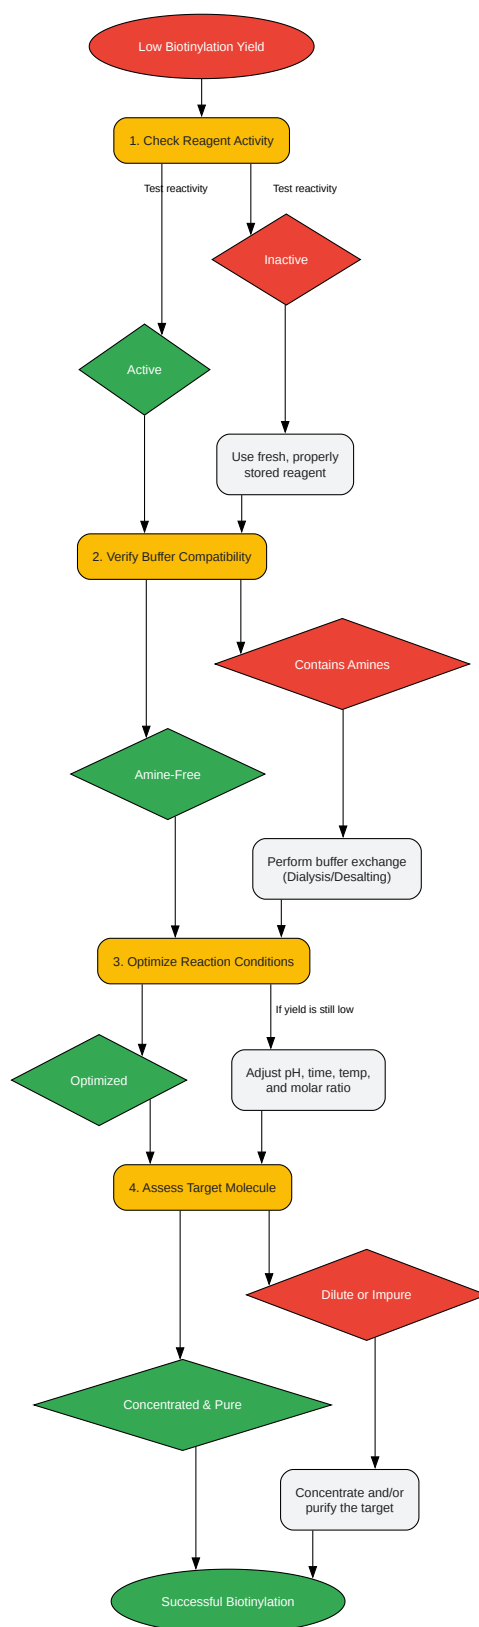 Low Biotinylation Yield
1. Check Reagent Activity
Test reactivity
Test reactivity
Inactive
Active
Use fresh, properly
stored reagent
2. Verify Buffer Compatibility
Contains Amines
Amine-Free
Perform buffer exchange
(Dialysis/Desalting)
3. Optimize Reaction Conditions
If yield is still low
Optimized
Adjust pH, time, temp,
and molar ratio
4. Assess Target Molecule
Dilute or Impure
Concentrated & Pure
Concentrate and/or
purify the target
Successful Biotinylation